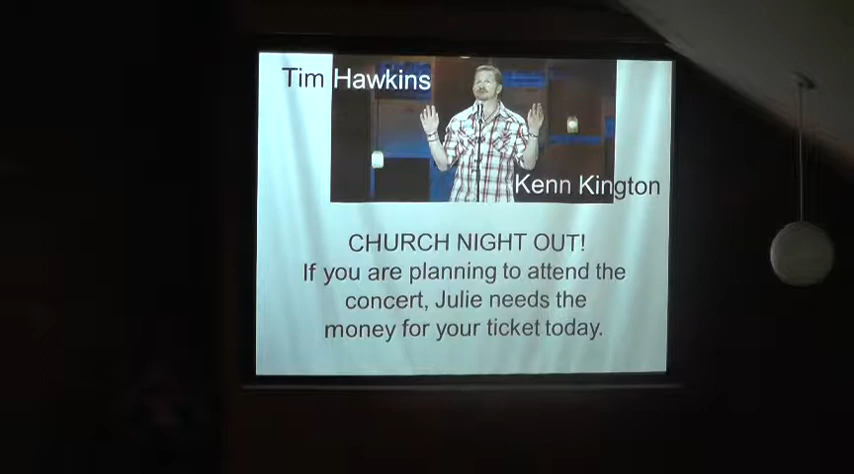 Tim Hawkins
Kenn Kington
CHURCH NIGHT OUT!
If you are planning to attend the
concert, Julie needs the
money for your ticket today.